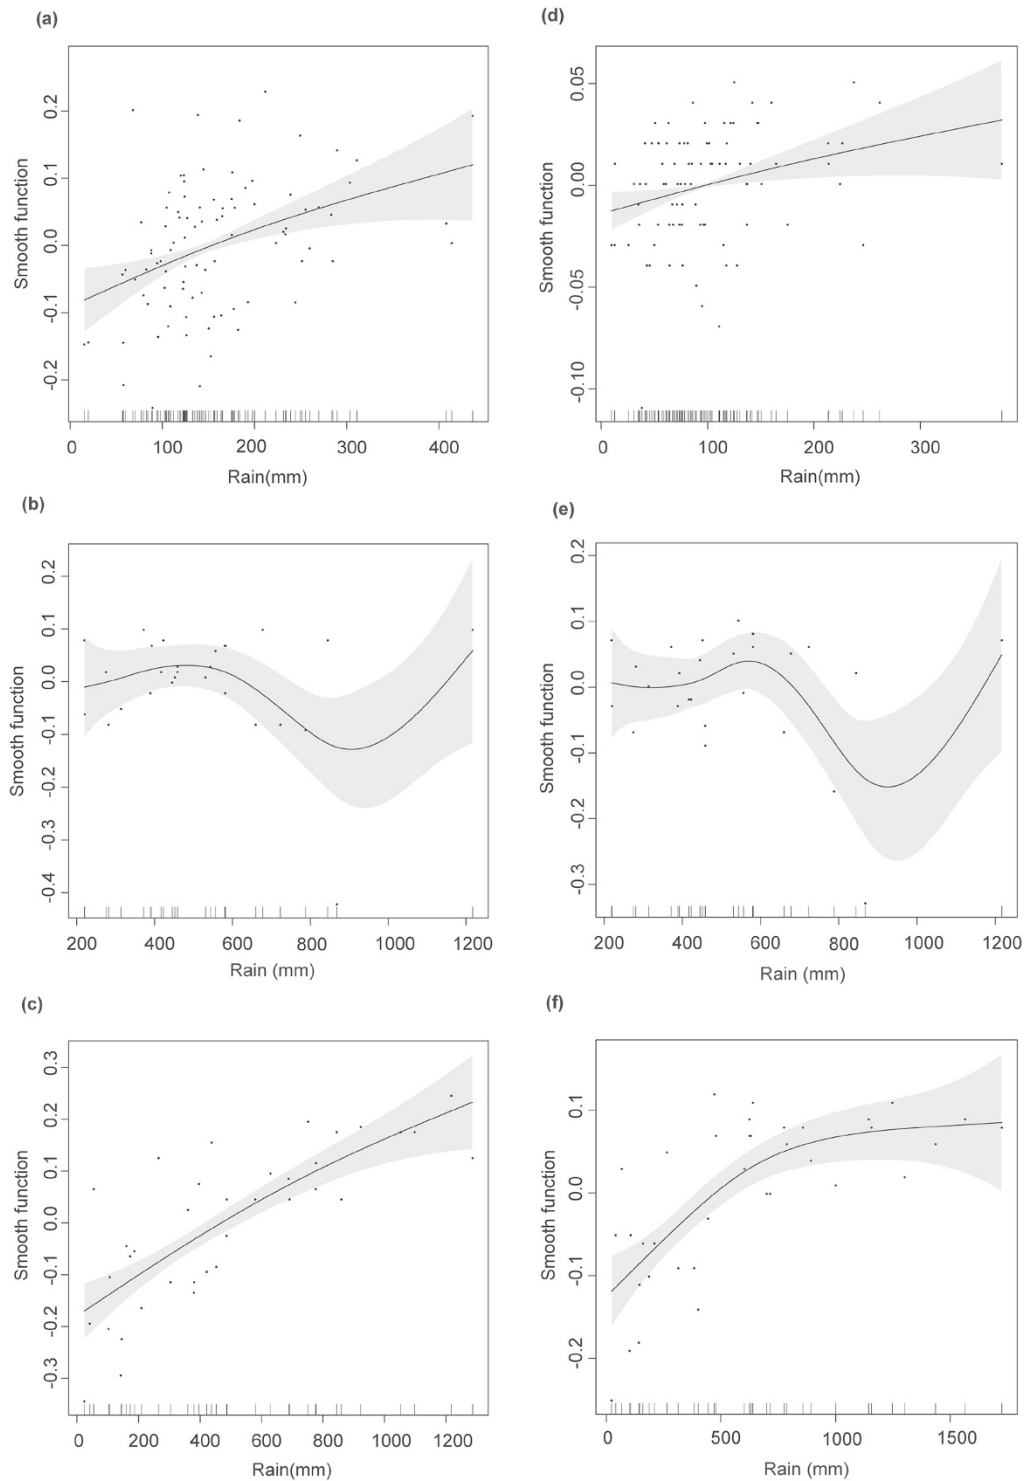 (a)
Smooth function
0.2
0.1
0.0
-0.1
-0.2
0 100 200 300 400
Rain(mm)
(d)
Smooth function
0.05
0.00
-0.05
-0.10
0 100 200 300
Rain(mm)
(b)
Smooth function
0.2
0.1
0.0
-0.1
-0.2
-0.3
-0.4
200 400 600 800 1000 1200
Rain (mm)
(e)
Smooth function
0.2
0.1
0.0
-0.1
-0.2
-0.3
200 400 600 800 1000 1200
Rain (mm)
(c)
Smooth function
0.3
0.2
0.1
0.0
-0.1
-0.2
-0.3
0 200 400 600 800 1000 1200
Rain(mm)
(f)
Smooth function
0.1
0.0
-0.1
-0.2
0 500 1000 1500
Rain (mm)